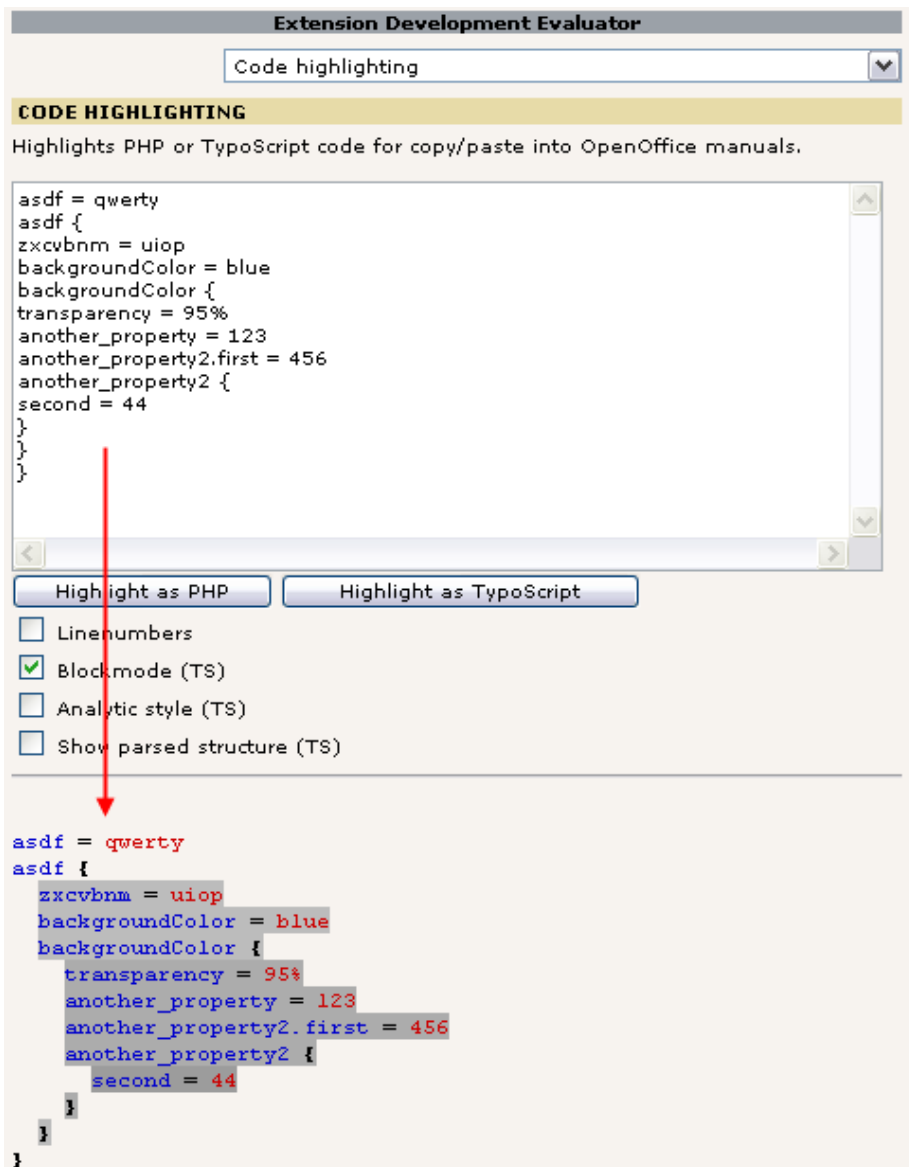 Extension Development Evaluator
Code highlighting
CODE HIGHLIGHTING
Highlights PHP or TypoScript code for copy/paste into OpenOffice manuals.
asdf = qwerty
asdf {
zxcvbnm = uiop
backgroundColor = blue
backgroundColor {
transparency = 95%
another_property = 123
another_property2.first = 456
another_property2 {
second = 44
}
}
}
Highlight as PHP Highlight as TypoScript
Linenumbers
Blockmode (TS)
Analytic style (TS)
Show parsed structure (TS)
asdf = qwerty
asdf {
  zxcvbnm = uiop
  backgroundColor = blue
  backgroundColor {
    transparency = 95%
    another_property = 123
    another_property2.first = 456
    another_property2 {
      second = 44
    }
  }
}